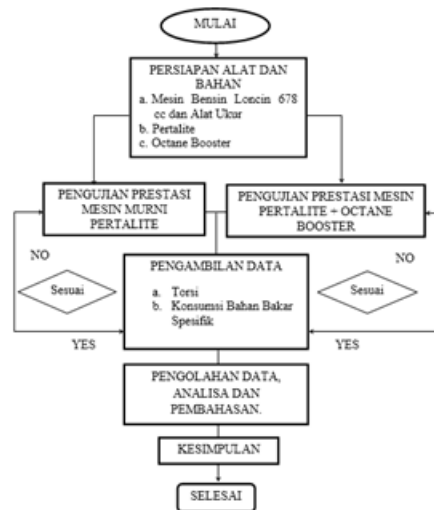 MULAI
PERSIAPAN ALAT DAN
BAHAN
a. Mesin Bensin Loncin 678
cc dan Alat Ukur
b. Pertalite
c. Octane Booster
PENGUJIAN PRESTASI
MESIN MURNI
PERTALITE
PENGUJIAN PRESTASI MESIN
PERTALITE + OCTANE
BOOSTER
NO
Sesuai
YES
PENGAMBILAN DATA
a. Torsi
b. Konsumsi Bahan Bakar
Spesifik
NO
Sesuai
YES
PENGOLAHAN DATA,
ANALISA DAN
PEMBAHASAN.
KESIMPULAN
SELESAI